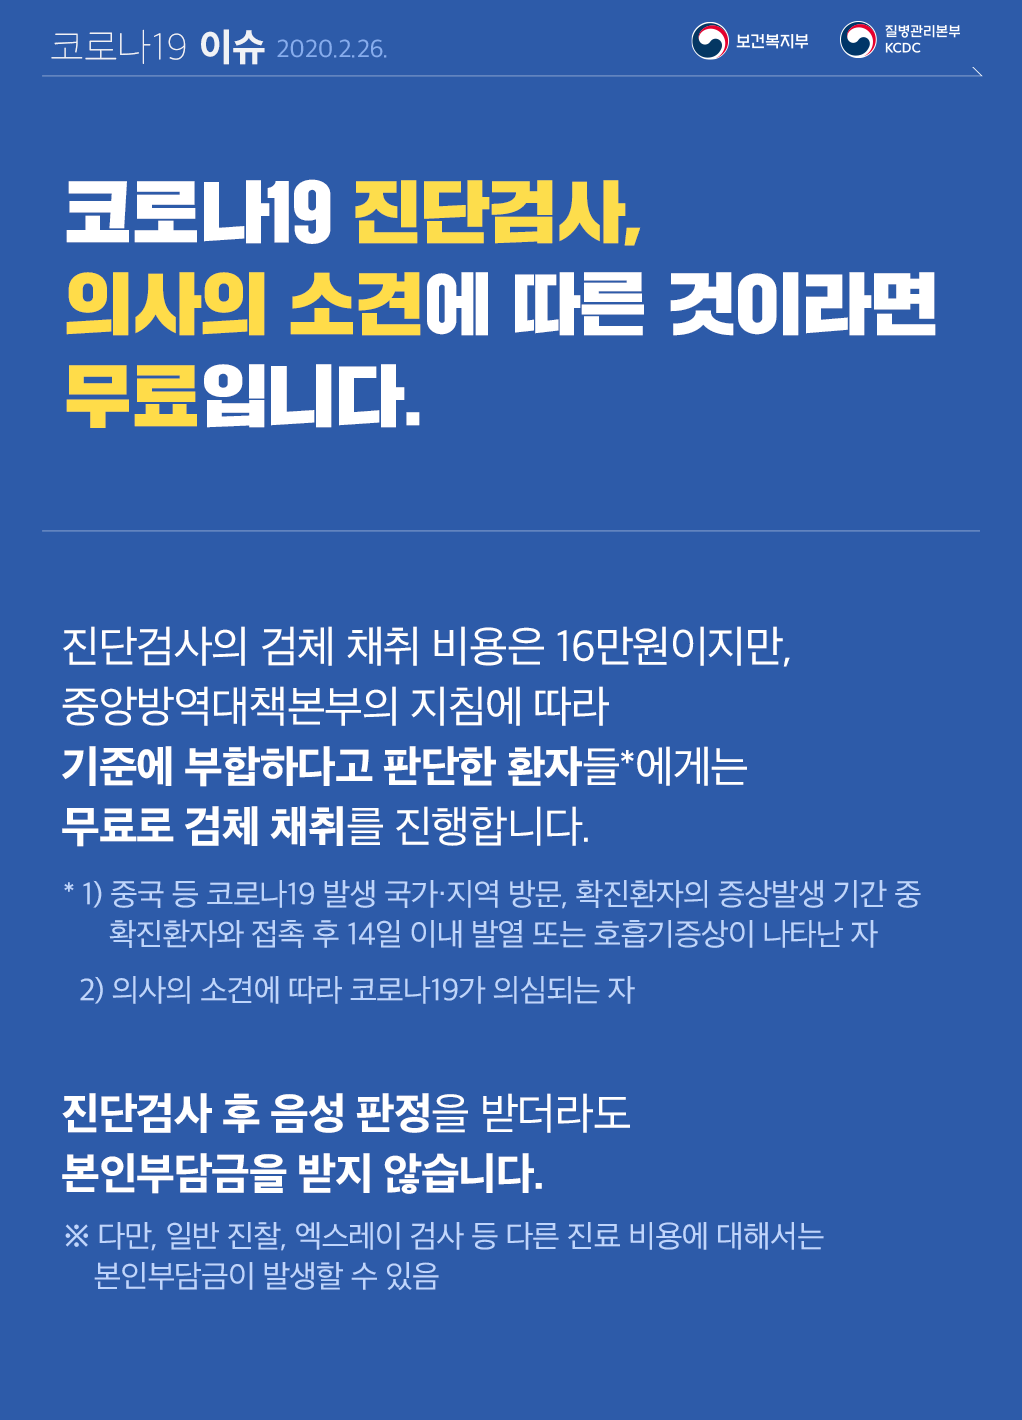 코로나19 이슈 2020.2.26.
보건복지부
질병관리본부
KCDC
코로나19 진단검사,
의사의 소견에 따른 것이라면
무료입니다.
진단검사의 검체 채취 비용은 16만원이지만,
중앙방역대책본부의 지침에 따라
기준에 부합하다고 판단한 환자들*에게는
무료로 검체 채취를 진행합니다.
* 1) 중국 등 코로나19 발생 국가·지역 방문, 확진환자의 증상발생 기간 중
확진환자와 접촉 후 14일 이내 발열 또는 호흡기증상이 나타난 자
2) 의사의 소견에 따라 코로나19가 의심되는 자
진단검사 후 음성 판정을 받더라도
본인부담금을 받지 않습니다.
※ 다만, 일반 진찰, 엑스레이 검사 등 다른 진료 비용에 대해서는
본인부담금이 발생할 수 있음